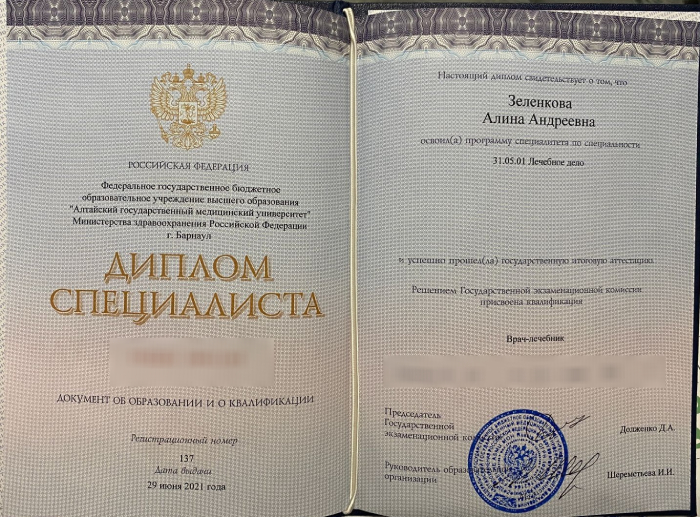 РОССИЙСКАЯ ФЕДЕРАЦИЯ
Федеральное государственное бюджетное
образовательное учреждение высшего образования
"Алтайский государственный медицинский университет"
Министерства здравоохранения Российской Федерации
г. Барнаул
ДИПЛОМ
СПЕЦИАЛИСТА
ДОКУМЕНТ ОБ ОБРАЗОВАНИИ И О КВАЛИФИКАЦИИ
Регистрационный номер
137
Дата выдачи
29 июня 2021 года
Настоящий диплом свидетельствует о том, что
Зеленкова
Алина Андреевна
освоил(а) программу специалитета по специальности
31.05.01 Лечебное дело
и успешно прошел(ла) государственную итоговую аттестацию
Решением Государственной экзаменационной комиссии
присвоена квалификация
Врач-лечебник
Председатель
Государственной
экзаменационной
Долженко Д.А.
Руководитель
организации
Шереметьева И.И.